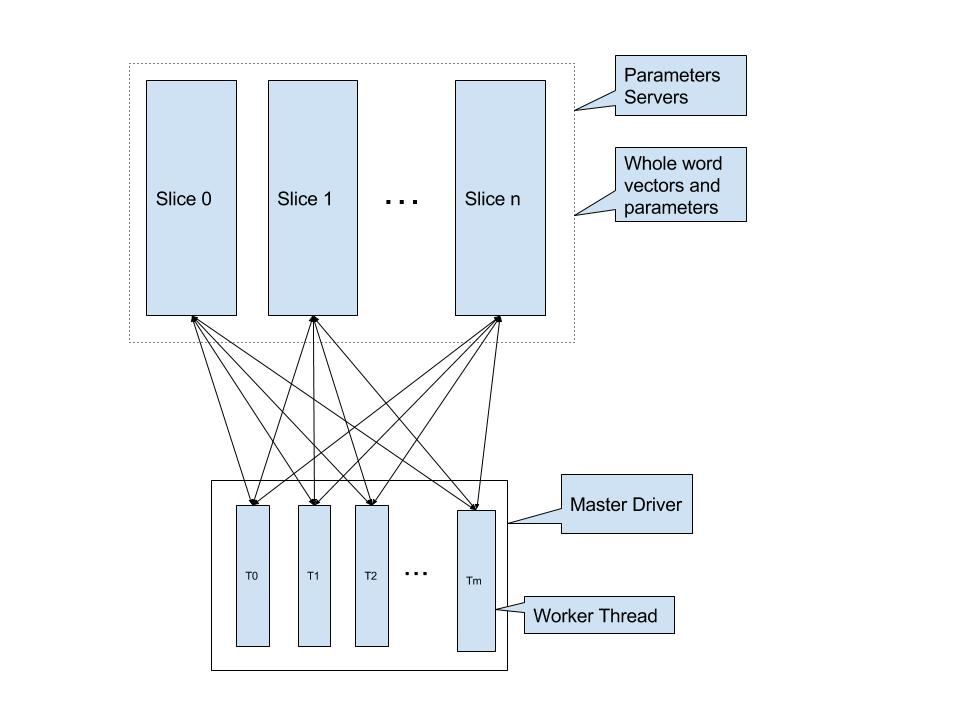 Parameters
Servers
Whole word
vectors and
parameters
Slice 0
Slice 1
...
Slice n
Master Driver
T0
T1
T2
...
Tm
Worker Thread